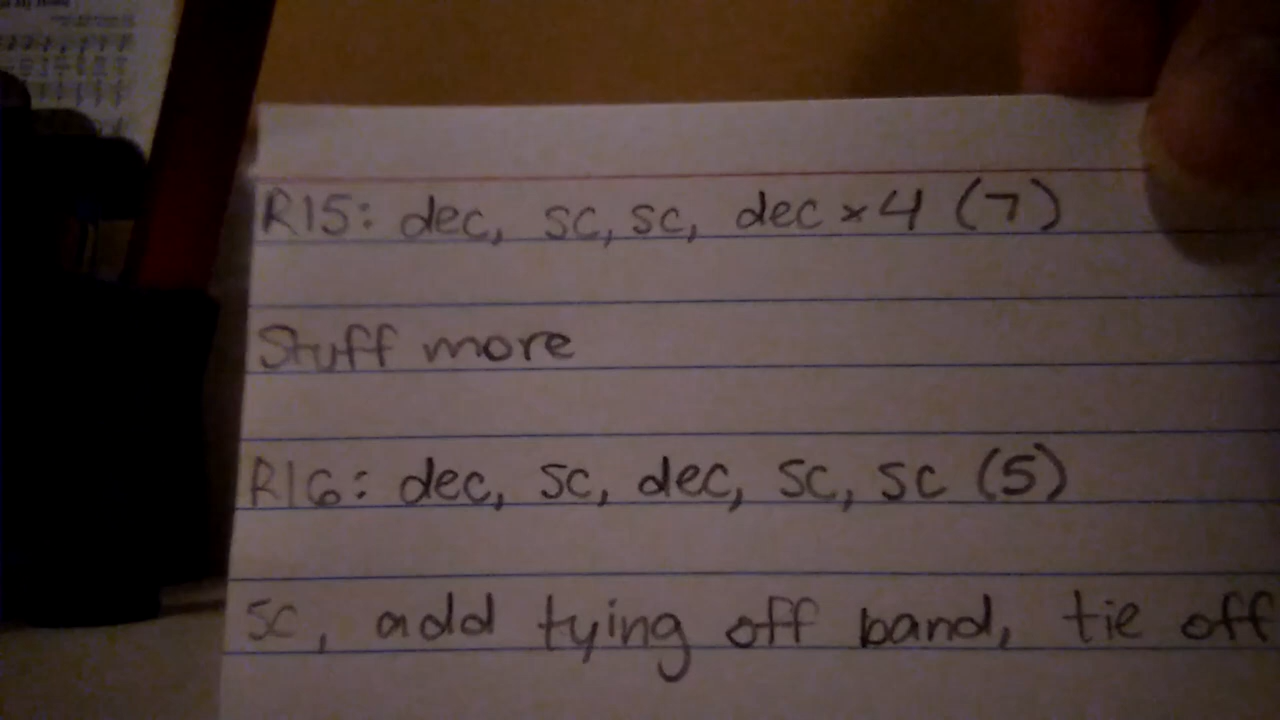 R15: dec, sc, sc, dec x 4 (7)
Stuff more
R16: dec, sc, dec, sc, sc (5)
sc, add tying off band, tie off